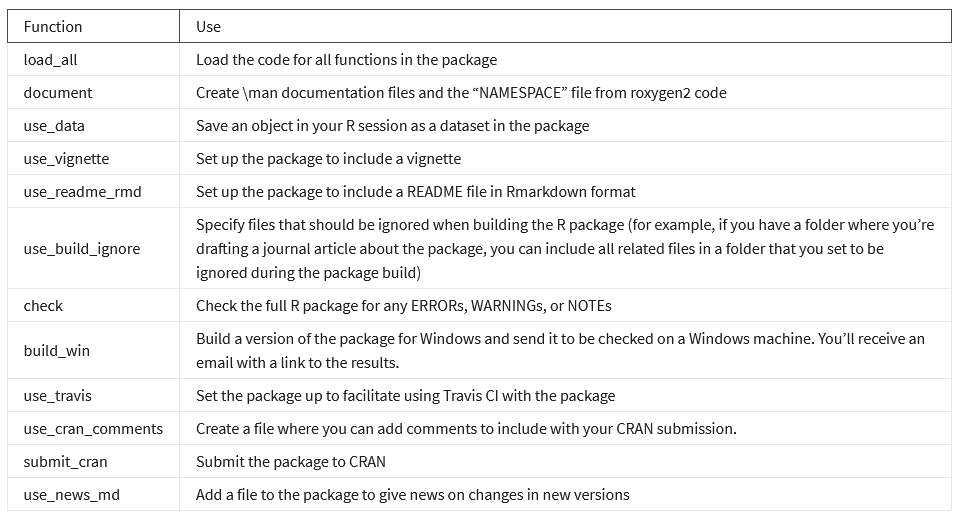 Function Use
load_all Load the code for all functions in the package
document Create \man documentation files and the “NAMESPACE” file from roxygen2 code
use_data Save an object in your R session as a dataset in the package
use_vignette Set up the package to include a vignette
use_readme_rmd Set up the package to include a README file in Rmarkdown format
Specify files that should be ignored when building the R package (for example, if you have a folder where you’re
use_build_ignore drafting a journal article about the package, you can include all related files in a folder that you set to be
ignored during the package build)
check Check the full R package for any ERRORs, WARNINGs, or NOTEs
build_win Build a version of the package for Windows and send it to be checked on a Windows machine. You’ll receive an
email with a link to the results.
use_travis Set the package up to facilitate using Travis CI with the package
use_cran_comments Create a file where you can add comments to include with your CRAN submission.
submit_cran Submit the package to CRAN
use_news_md Add a file to the package to give news on changes in new versions